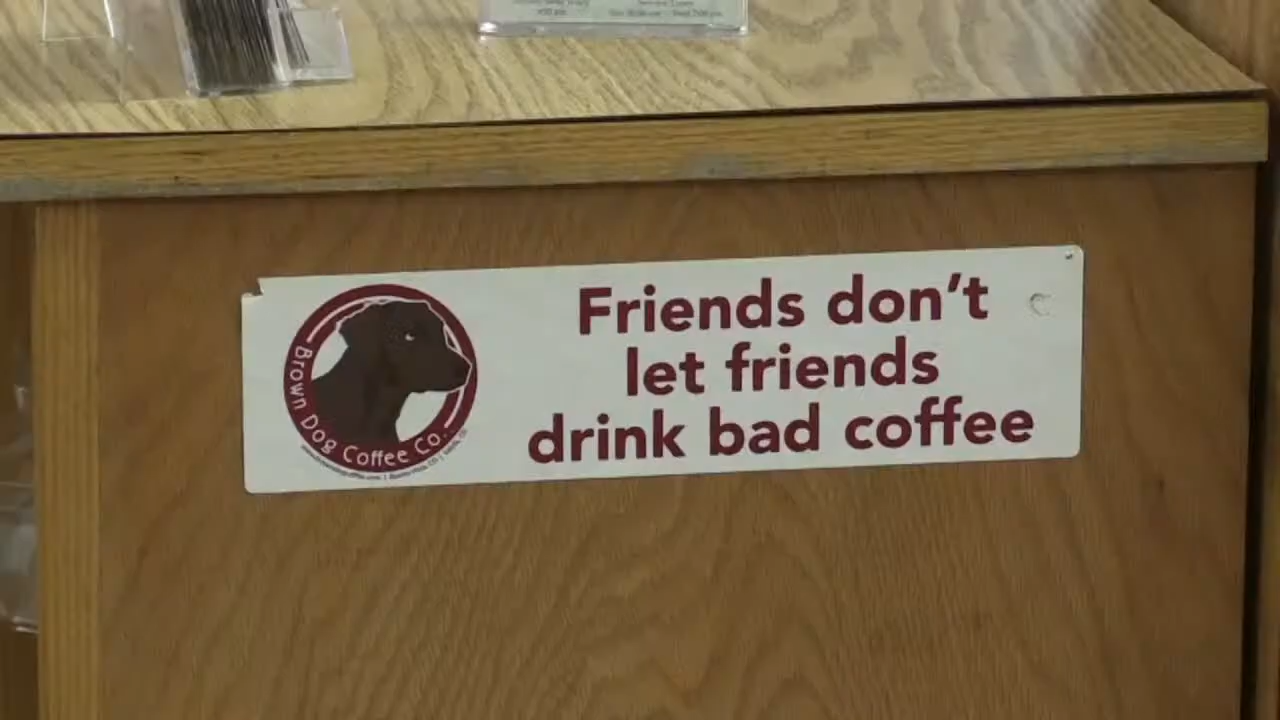 Friends don't
let friends
drink bad coffee
Brown Dog Coffee Co.